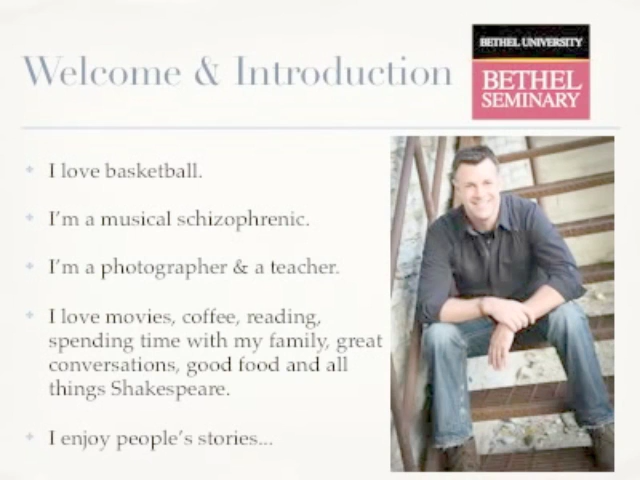 Welcome & Introduction
BETHEL UNIVERSITY
BETHEL
SEMINARY
I love basketball.
I'm a musical schizophrenic.
I'm a photographer & a teacher.
I love movies, coffee, reading,
spending time with my family, great
conversations, good food and all
things Shakespeare.
I enjoy people's stories...